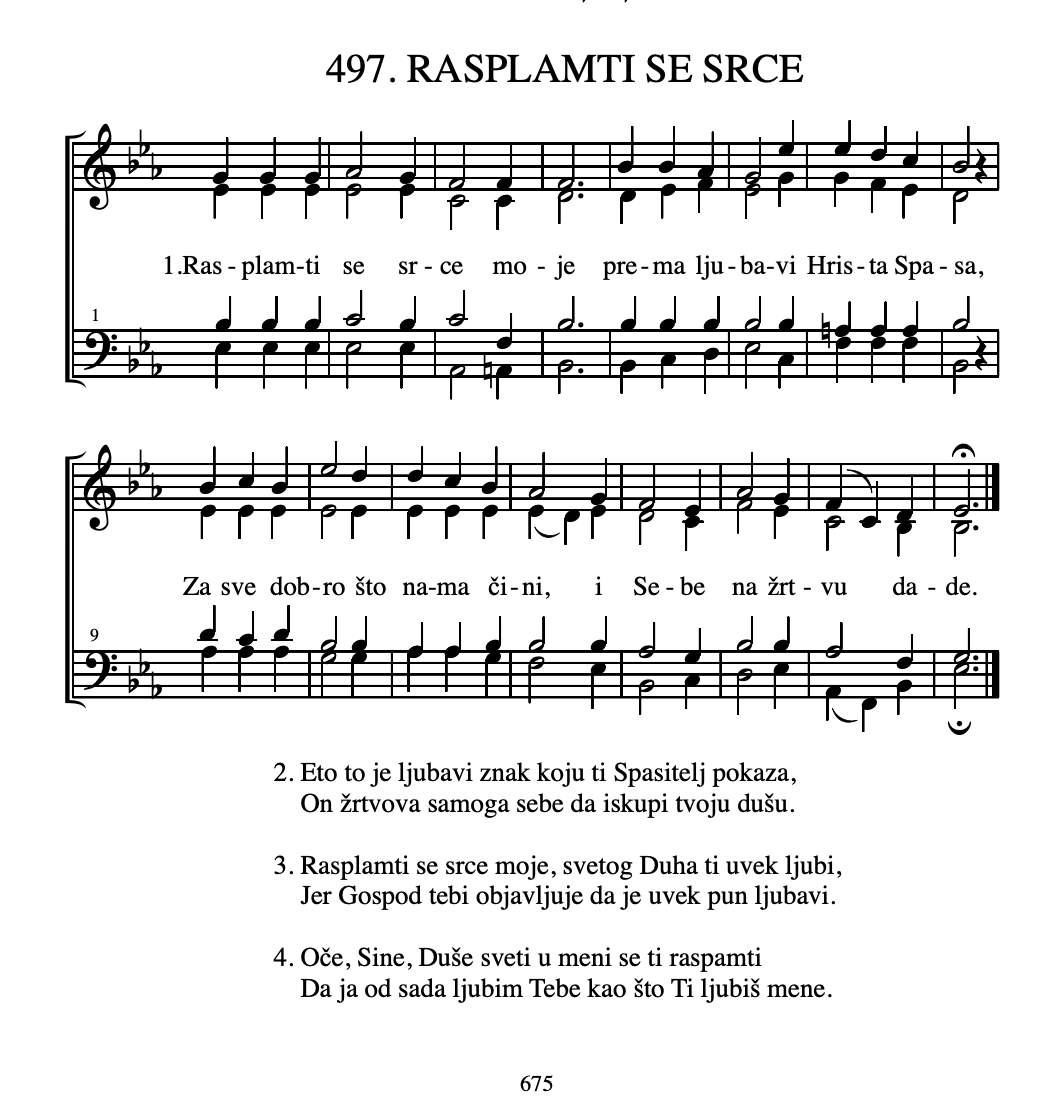 497. RASPLAMTI SE SRCE
1.Ras - plam-ti se sr - ce mo - je pre - ma lju - ba - vi Hris - ta Spa - sa,
1
Za sve dob - ro što na-ma či - ni, i Se - be na žrt - vu da - de.
9
2. Eto to je ljubavi znak koju ti Spasitelj pokaza,
On žrtvova samoga sebe da iskupi tvoju dušu.
3. Rasplamti se srce moje, svetog Duha ti uvek ljubi,
Jer Gospod tebi objavljuje da je uvek pun ljubavi.
4. Oče, Sine, Duše sveti u meni se ti raspamti
Da ja od sada ljubim Tebe kao što Ti ljubiš mene.
675